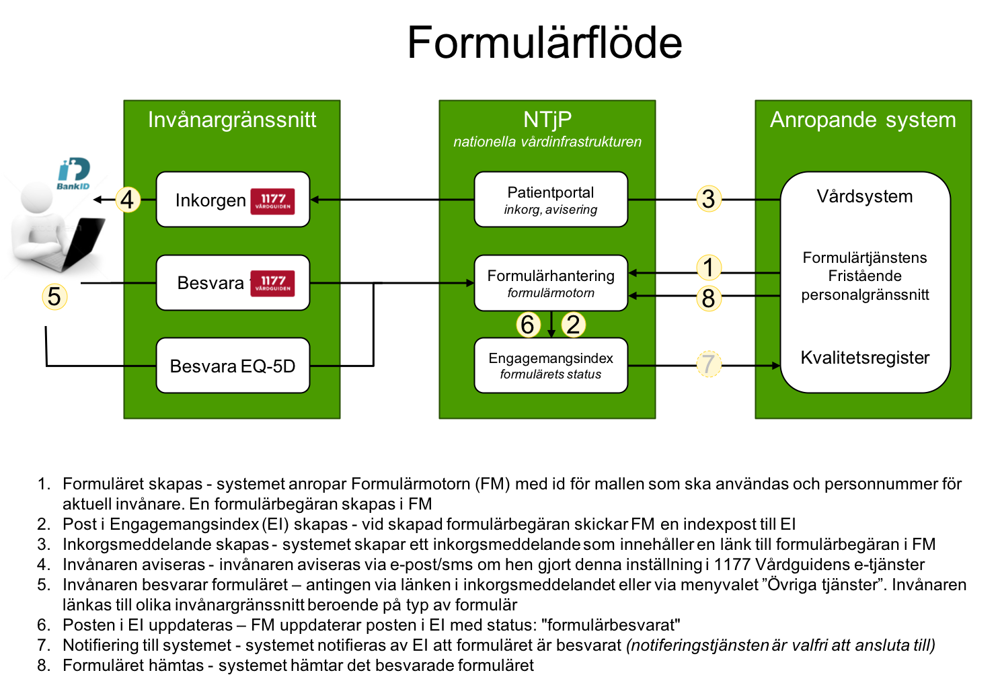 Formulärflöde
Invånargränssnitt
NTjP
nationella vårdinfrastrukturen
Anropande system
BankID
4
Inkorgen 1177
VÅRDGUIDEN
Patientportal
inkorg, avisering
3
Vårdsystem
5
Besvara 1177
VÅRDGUIDEN
Formulärhantering
formulärmotorn
1
8
Formulärtjänstens
Fristående
personalgränssnitt
6 2
Besvara EQ-5D
Engagemangsindex
formulärets status
7
Kvalitetsregister
1. Formuläret skapas - systemet anropar Formulärmotorn (FM) med id för mallen som ska användas och personnummer för
aktuell invånare. En formulärbegäran skapas i FM
2. Post i Engagemangsindex (EI) skapas - vid skapad formulärbegäran skickar FM en indexpost till EI
3. Inkorgsmeddelande skapas - systemet skapar ett inkorgsmeddelande som innehåller en länk till formulärbegäran i FM
4. Invånaren aviseras - invånaren aviseras via e-post/sms om hen gjort denna inställning i 1177 Vårdguidens e-tjänster
5. Invånaren besvarar formuläret – antingen via länken i inkorgsmeddelandet eller via menyvalet ”Övriga tjänster”. Invånaren
länkas till olika invånargränssnitt beroende på typ av formulär
6. Posten i EI uppdateras – FM uppdaterar posten i EI med status: "formulärbesvarat"
7. Notifiering till systemet - systemet notifieras av EI att formuläret är besvarat (notiferingstjänsten är valfri att ansluta till)
8. Formuläret hämtas - systemet hämtar det besvarade formuläret